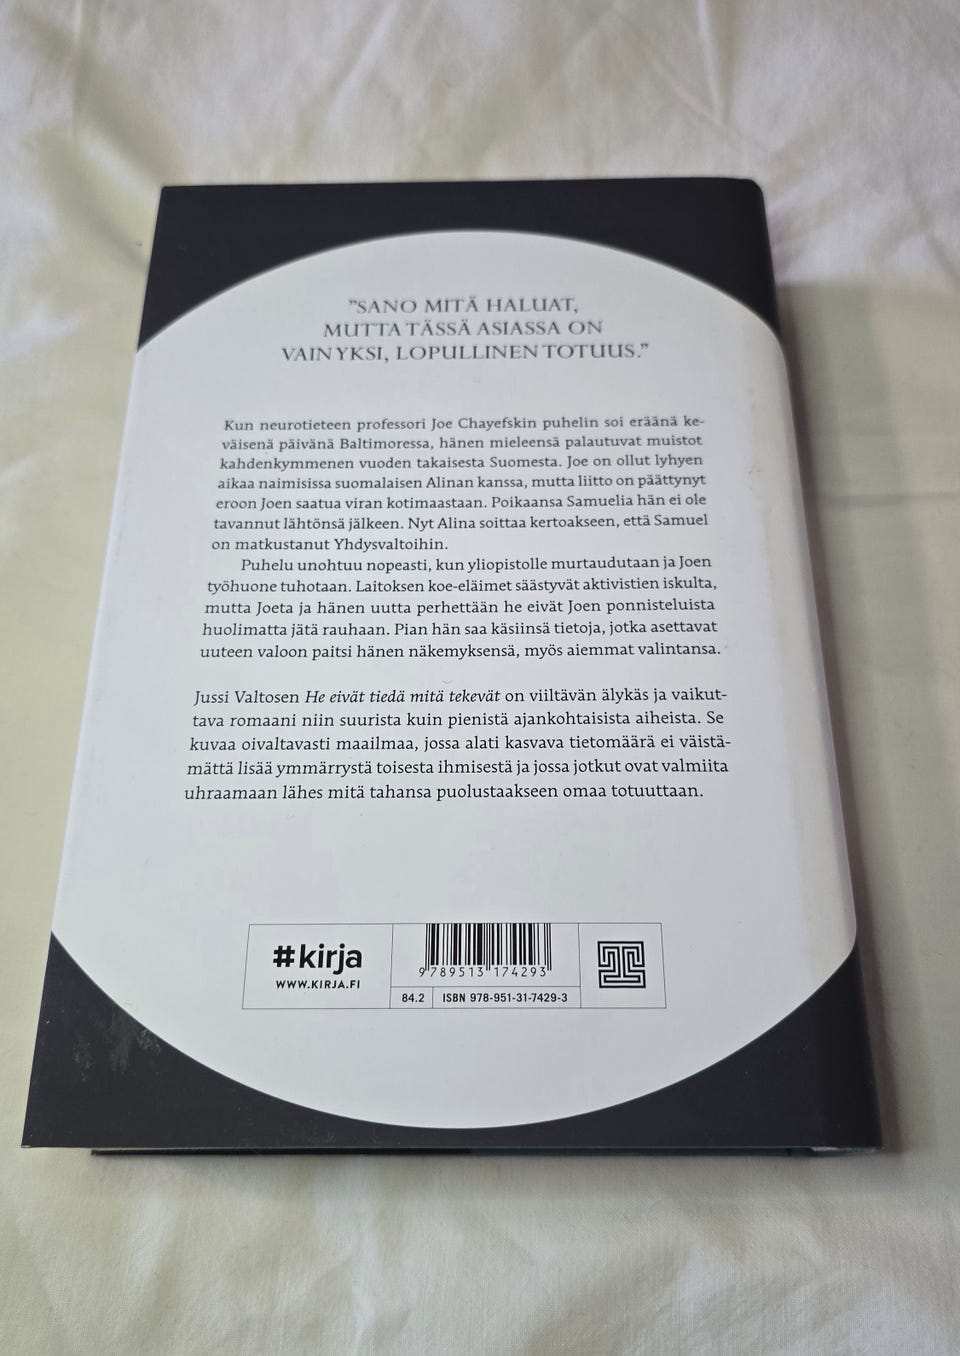 ”SANO MITÄ HALUAT,
MUTTA TÄSSÄ ASIASSA ON
VAIN YKSI, LOPULLINEN TOTUUS.”
Kun neurotieteen professori Joe Chayefskin puhelin soi eräänä ke-
väisenä päivänä Baltimoressa, hänen mieleensä palautuvat muistot
kahdenkymmenen vuoden takaisesta Suomesta. Joe on ollut lyhyen
aikaa naimisissa suomalaisen Alinan kanssa, mutta liitto on päättynyt
eroon Joen saatua viran kotimaastaan. Poikaansa Samuelia hän ei ole
tavannut lähtönsä jälkeen. Nyt Alina soittaa kertoakseen, että Samuel
on matkustanut Yhdysvaltoihin.
Puhelu unohtuu nopeasti, kun yliopistolle murtaudutaan ja Joen
työhuone tuhotaan. Laitoksen koe-eläimet säästyvät aktivistien iskulta,
mutta Joeta ja hänen uutta perhettään he eivät Joen ponnisteluista
huolimatta jätä rauhaan. Pian hän saa käsiinsä tietoja, jotka asettavat
uuteen valoon paitsi hänen näkemyksensä, myös aiemmat valintansa.
Jussi Valtosen He eivät tiedä mitä tekevät on viiltävän älykäs ja vaikut-
tava romaani niin suurista kuin pienistä ajankohtaisista aiheista. Se
kuvaa oivaltavasti maailmaa, jossa alati kasvava tietomäärä ei väistä-
mättä lisää ymmärrystä toisesta ihmisestä ja jossa jotkut ovat valmiita
uhraamaan lähes mitä tahansa puolustaakseen omaa totuuttaan.
#kirja
WWW.KIRJA.FI
9 789513 174293
84.2 ISBN 978-951-31-7429-3